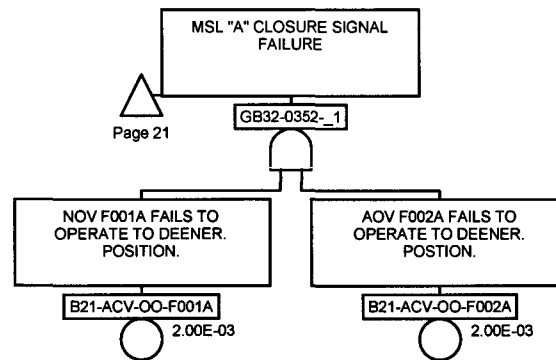 MSL "A" CLOSURE SIGNAL
FAILURE
Page 21
GB32-0352-_1
NOV F001A FAILS TO
OPERATE TO DEENER.
POSITION.
AOV F002A FAILS TO
OPERATE TO DEENER.
POSTION.
B21-ACV-OO-F001A
2.00E-03
B21-ACV-OO-F002A
2.00E-03